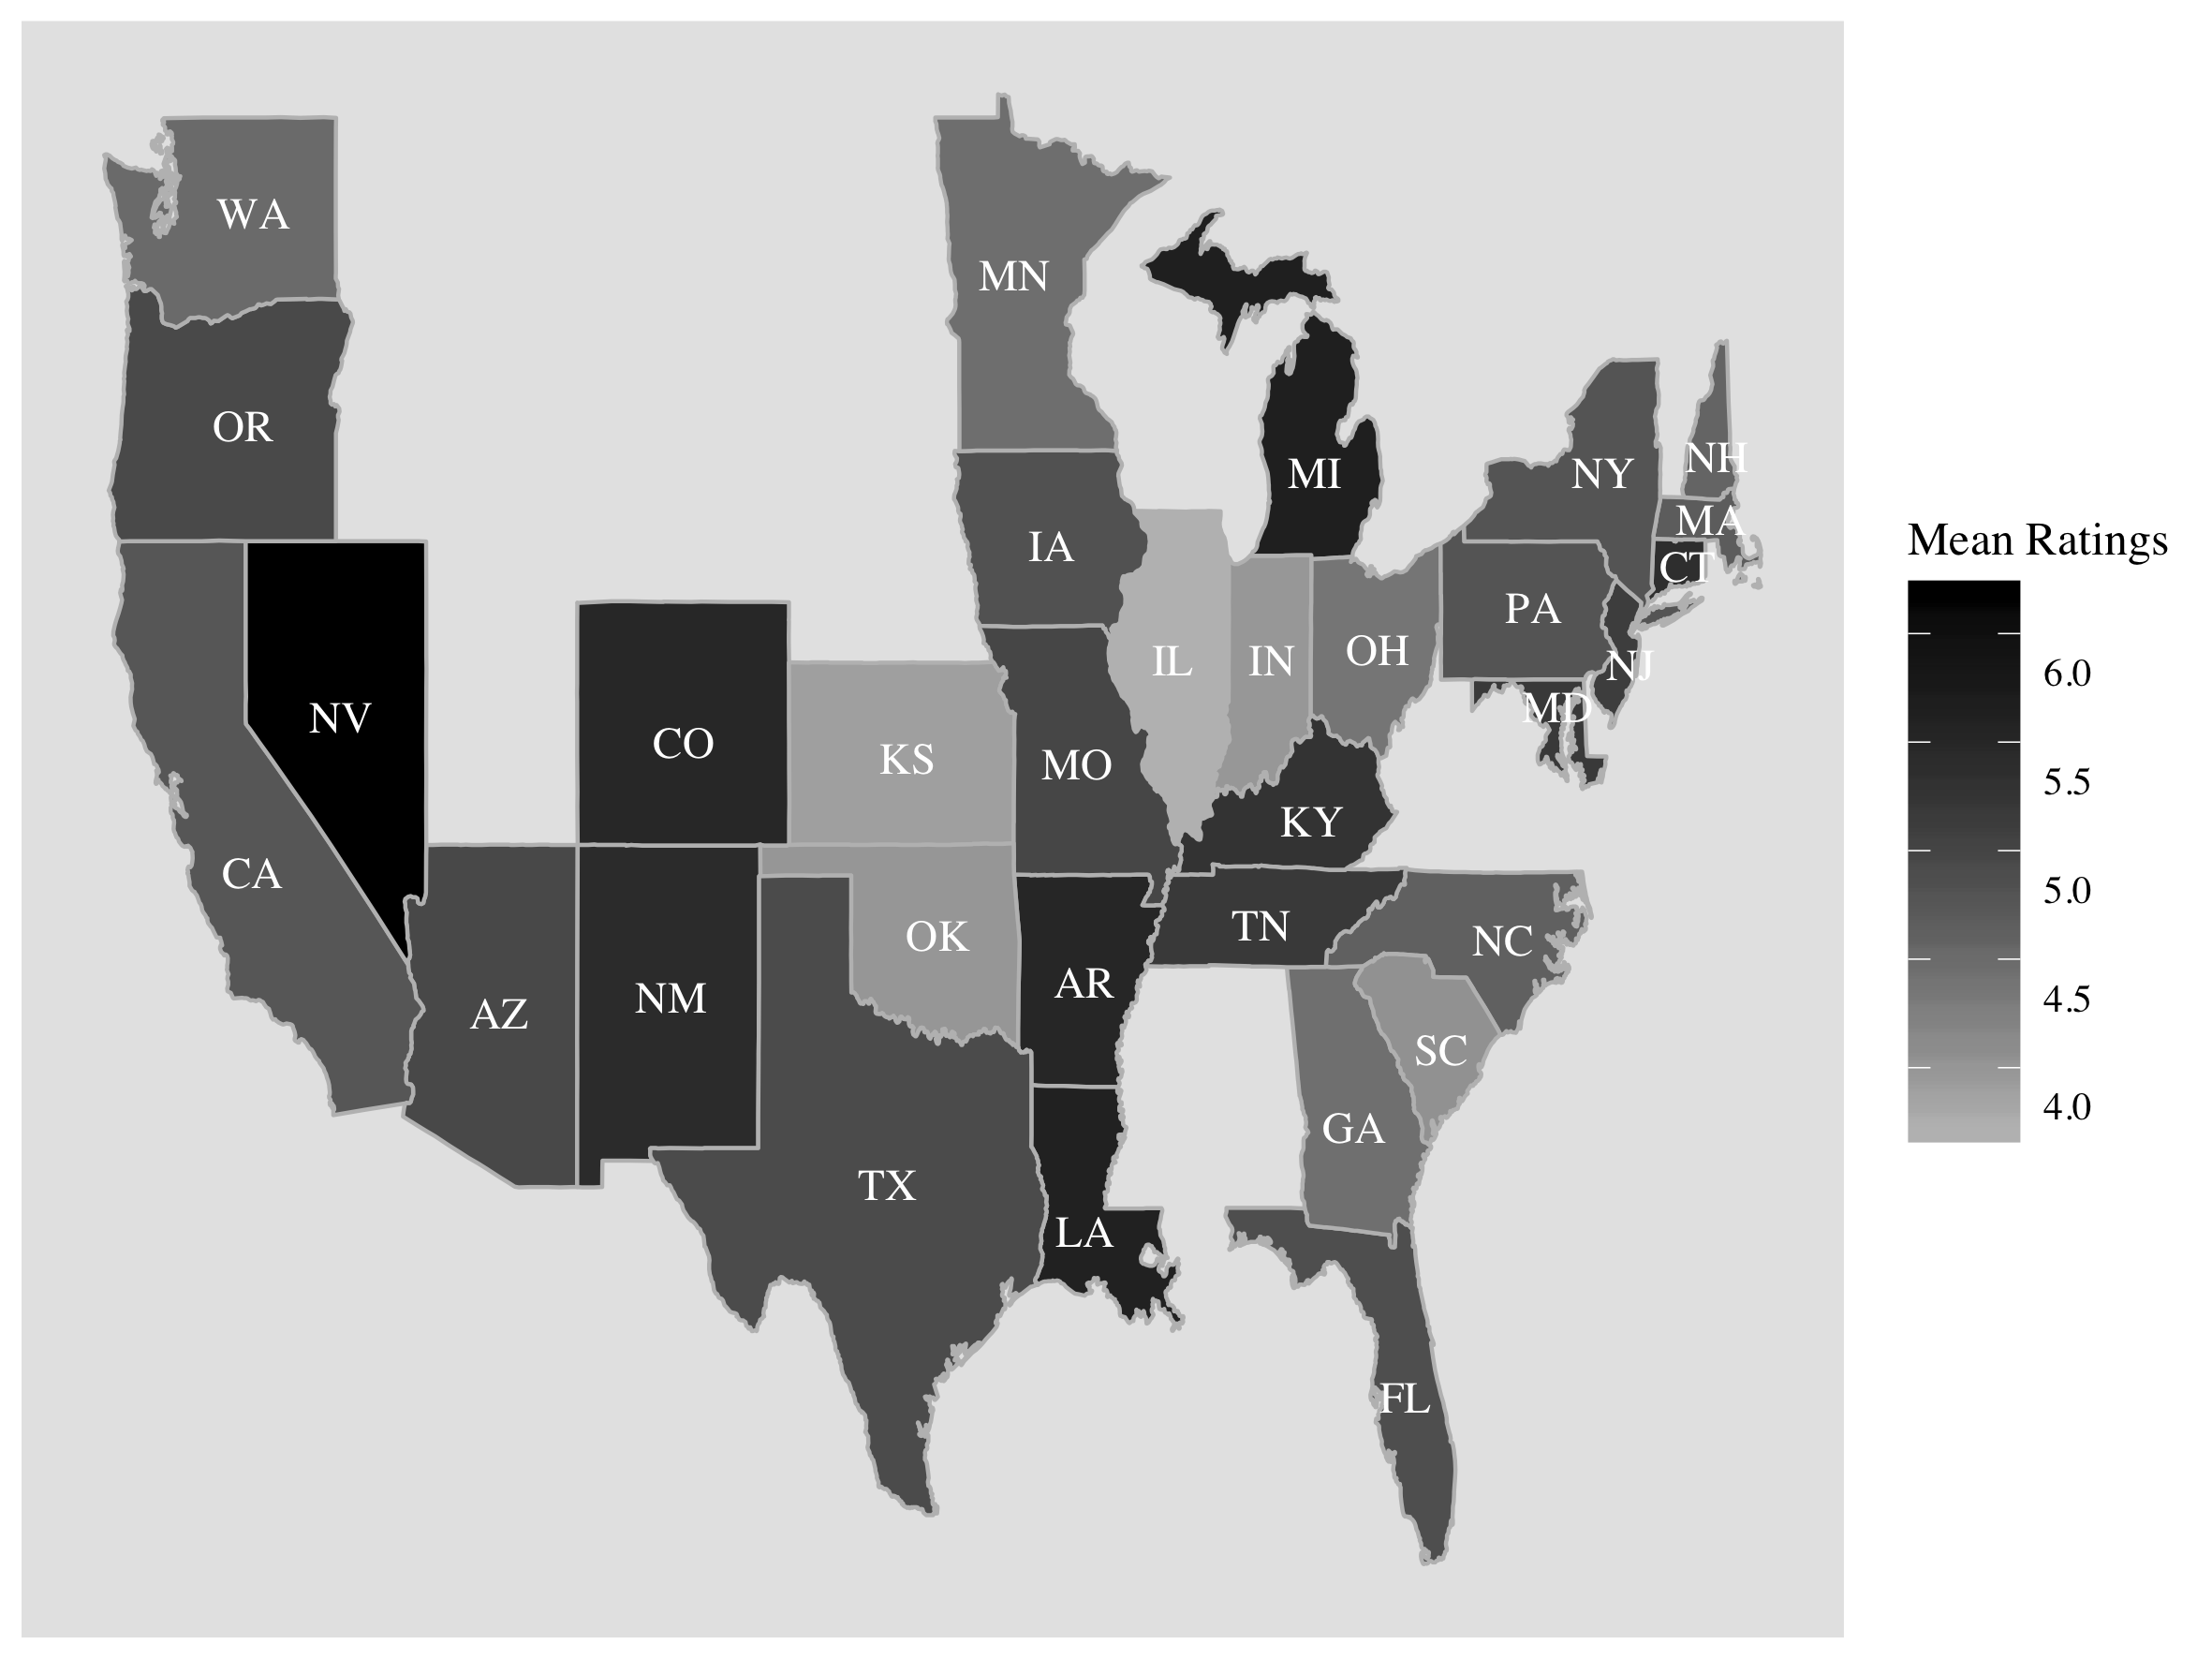 WA
MN
OR
MI
NH
NY
MA
Mean Ratings
IA
CT
PA
IL
IN
OH
NJ
6.0
MD
NV
CO
KS
MO
5.5
KY
CA
5.0
TN
OK
NC
AR
NM
4.5
AZ
SC
4.0
GA
TX
LA
FL